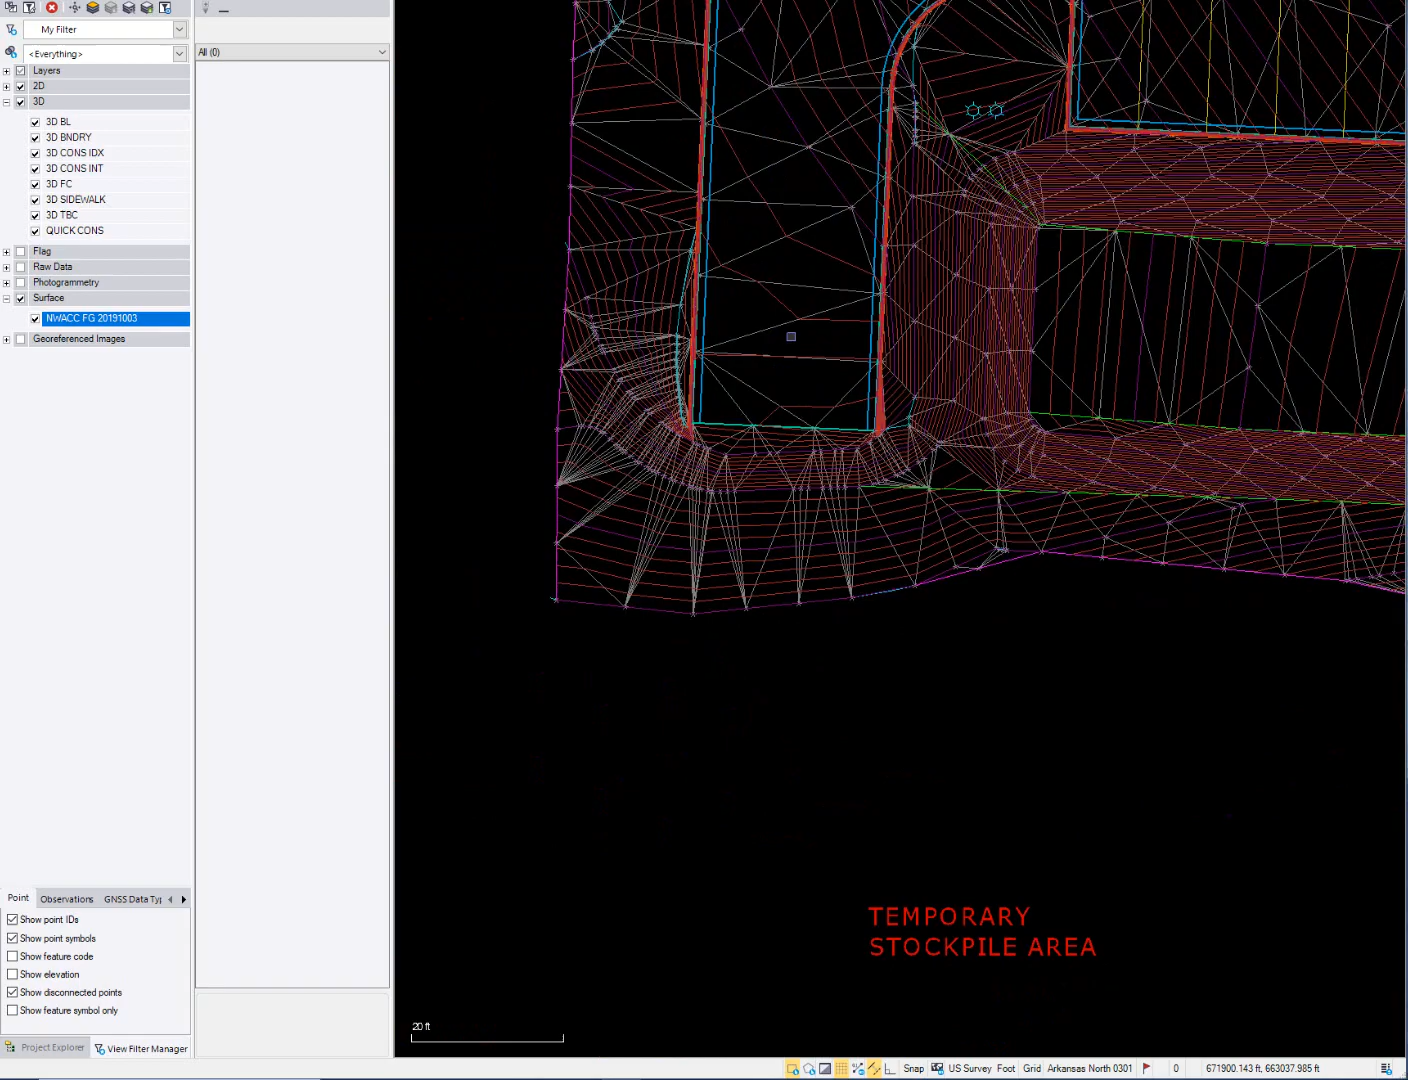 My Filter
<Everything>
All (0)
Layers
2D
3D
3D BL
3D BNDRY
3D CONS IDX
3D CONS INT
3D FC
3D SIDEWALK
3D TBC
QUICK CONS
Flag
Raw Data
Photogrammetry
Surface
NWACC FG 20191003
Georeferenced Images
Point Observations GNSS Data Typ
Show point IDs
Show point symbols
Show feature code
Show elevation
Show disconnected points
Show feature symbol only
Project Explorer View Filter Manager
TEMPORARY
STOCKPILE AREA
20 ft
Snap US Survey Foot Grid Arkansas North 0301 0 671900.143 ft, 663037.985 ft